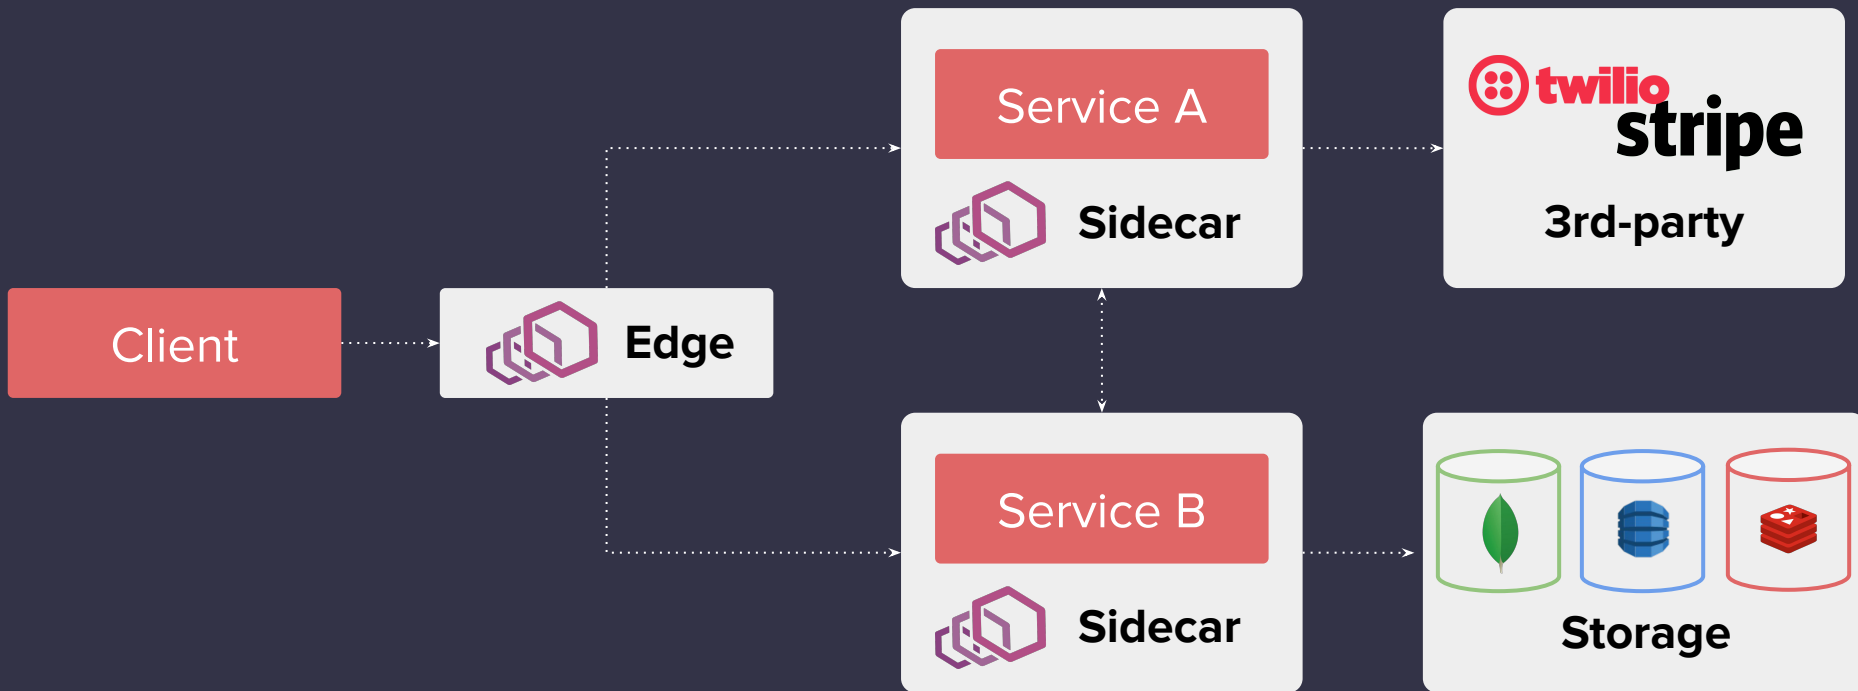 Client
Edge
Service A
Sidecar
twilio
stripe
3rd-party
Service B
Sidecar
Storage